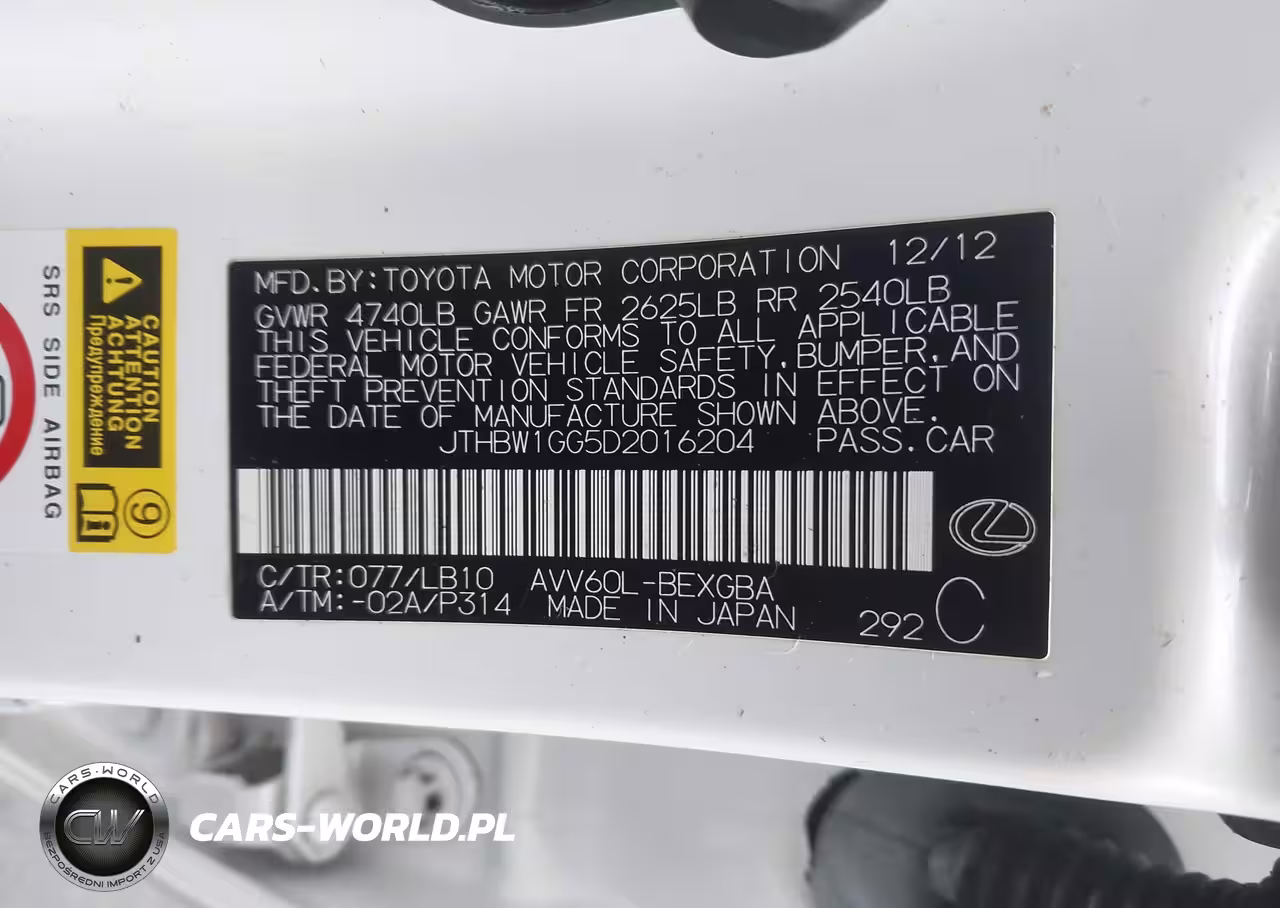 MFD. BY: TOYOTA MOTOR CORPORATION 12/12
GVWR 4740LB GAWR FR 2625LB RR 2540LB
THIS VEHICLE CONFORMS TO ALL APPLICABLE
FEDERAL MOTOR VEHICLE SAFETY, BUMPER, AND
THEFT PREVENTION STANDARDS IN EFFECT ON
THE DATE OF MANUFACTURE SHOWN ABOVE.
JTHBW1GG5D2016204 PASS. CAR
C/TR: 077/LB10 AVV60L-BEXGBA
A/TM: -02A/P314 MADE IN JAPAN
292 C
CAUTION
ATTENTION
ACHTUNG
Предупреждение
9
SRS SIDE AIRBAG
CARS-WORLD
CW
BEZPOŚREDNI IMPORT Z USA
CARS-WORLD.PL